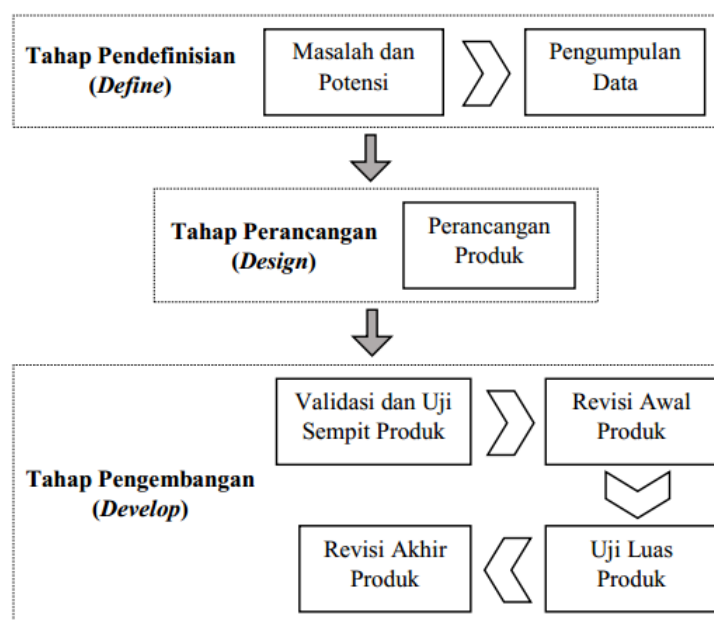 Tahap Pendefinisian
(Define)
Masalah dan
Potensi
Pengumpulan
Data
Tahap Perancangan
(Design)
Perancangan
Produk
Tahap Pengembangan
(Develop)
Validasi dan Uji
Sempit Produk
Revisi Awal
Produk
Uji Luas
Produk
Revisi Akhir
Produk